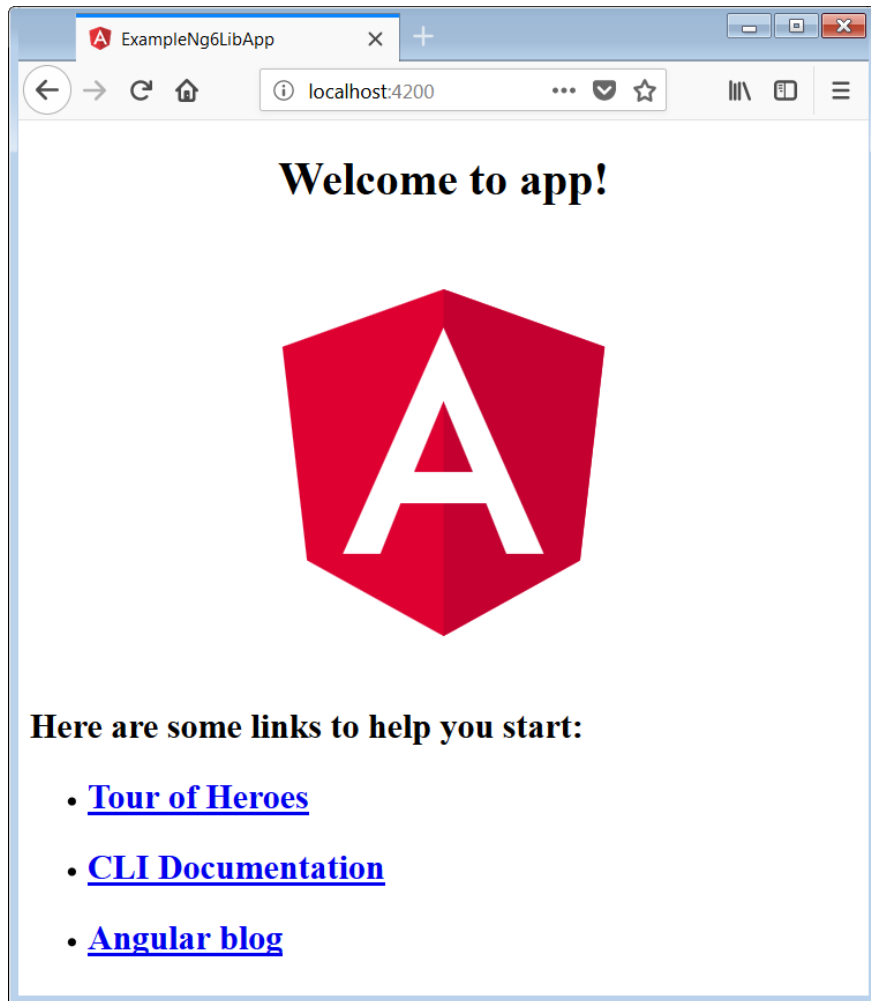 ExampleNg6LibApp
localhost:4200
Welcome to app!
A
Here are some links to help you start:
Tour of Heroes
CLI Documentation
Angular blog